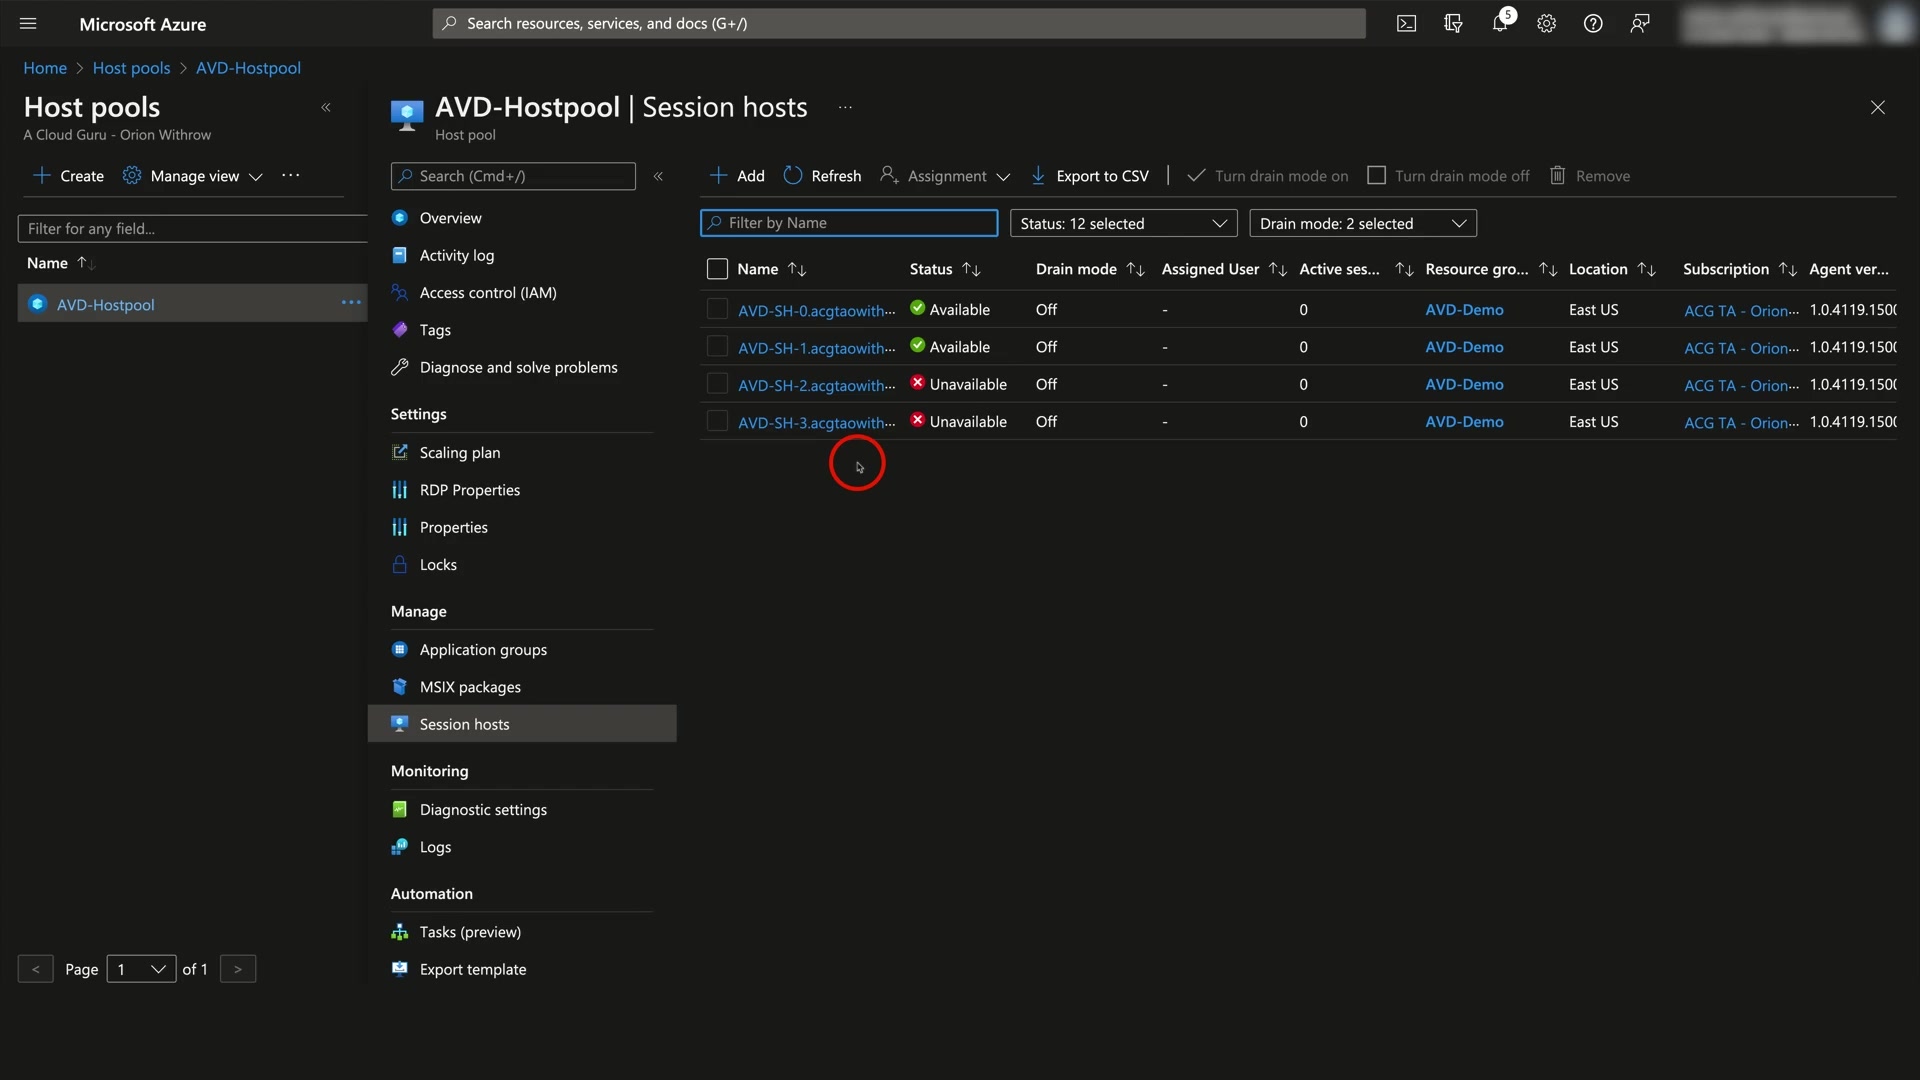 Microsoft Azure
Search resources, services, and docs (G+/)
5
Home > Host pools > AVD-Hostpool
Host pools
A Cloud Guru - Orion Withrow
Create
Manage view
Filter for any field...
Name
AVD-Hostpool
Page 1 of 1
AVD-Hostpool | Session hosts
Host pool
Search (Cmd+/)
Overview
Activity log
Access control (IAM)
Tags
Diagnose and solve problems
Settings
Scaling plan
RDP Properties
Properties
Locks
Manage
Application groups
MSIX packages
Session hosts
Monitoring
Diagnostic settings
Logs
Automation
Tasks (preview)
Export template
Add Refresh Assignment Export to CSV | Turn drain mode on Turn drain mode off Remove
Filter by Name Status: 12 selected Drain mode: 2 selected
Name Status Drain mode Assigned User Active ses... Resource gro... Location Subscription Agent ver...
AVD-SH-0.acgtaowith... Available Off - 0 AVD-Demo East US ACG TA - Orion... 1.0.4119.1500
AVD-SH-1.acgtaowith... Available Off - 0 AVD-Demo East US ACG TA - Orion... 1.0.4119.1500
AVD-SH-2.acgtaowith... Unavailable Off - 0 AVD-Demo East US ACG TA - Orion... 1.0.4119.1500
AVD-SH-3.acgtaowith... Unavailable Off - 0 AVD-Demo East US ACG TA - Orion... 1.0.4119.1500